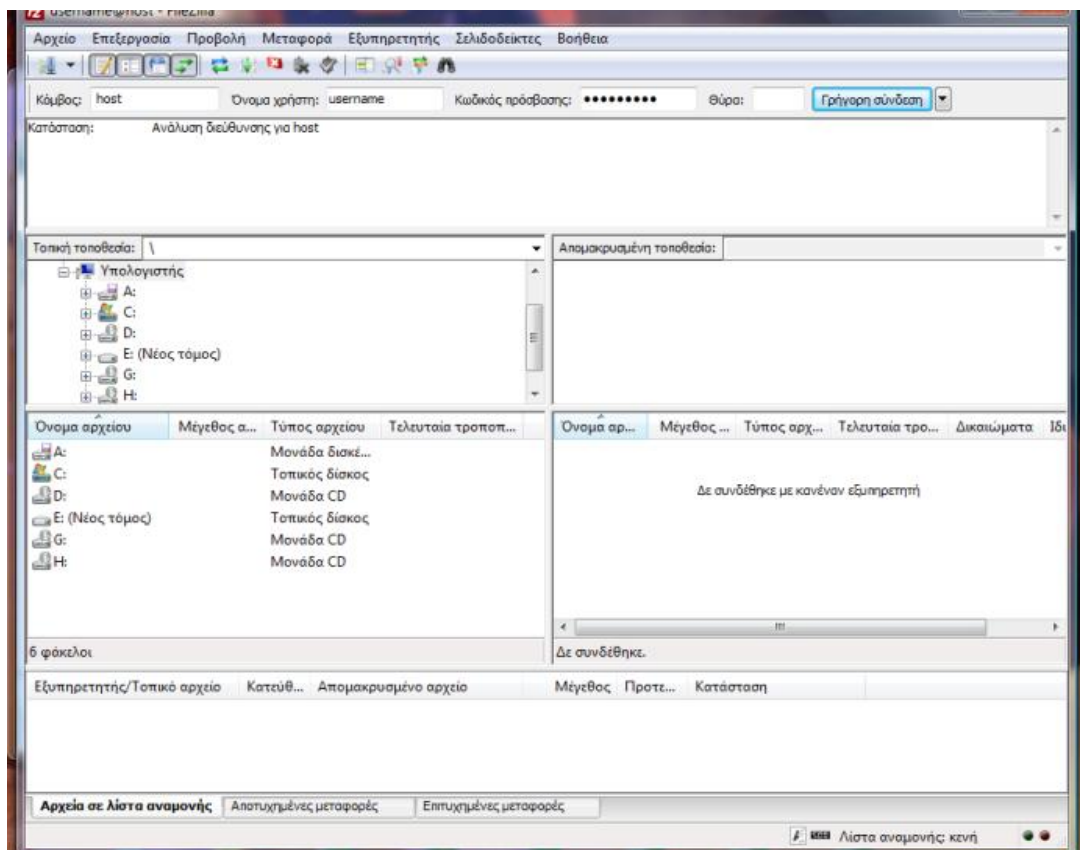 username@host - FileZilla
Αρχείο Επεξεργασία Προβολή Μεταφορά Εξυπηρετητής Σελιδοδείκτες Βοήθεια
Κόμβος: host Όνομα χρήστη: username Κωδικός πρόσβασης: ●●●●●●●●● Θύρα: Γρήγορη σύνδεση
Κατάσταση: Ανάλυση διεύθυνσης για host
Τοπική τοποθεσία: \
Υπολογιστής
A:
C:
D:
E: (Νέος τόμος)
G:
H:
Απομακρυσμένη τοποθεσία:
Όνομα αρχείου Μέγεθος α... Τύπος αρχείου Τελευταία τροποπ...
A: Μονάδα δισκέ...
C: Τοπικός δίσκος
D: Μονάδα CD
E: (Νέος τόμος) Τοπικός δίσκος
G: Μονάδα CD
H: Μονάδα CD
6 φάκελοι
Όνομα αρ... Μέγεθος ... Τύπος αρχ... Τελευταία τρο... Δικαιώματα Ιδι
Δε συνδέθηκε με κανέναν εξυπηρετητή
Δε συνδέθηκε.
Εξυπηρετητής/Τοπικό αρχείο Κατεύθ... Απομακρυσμένο αρχείο Μέγεθος Προτε... Κατάσταση
Αρχεία σε λίστα αναμονής Αποτυχημένες μεταφορές Επιτυχημένες μεταφορές
Λίστα αναμονής: κενή